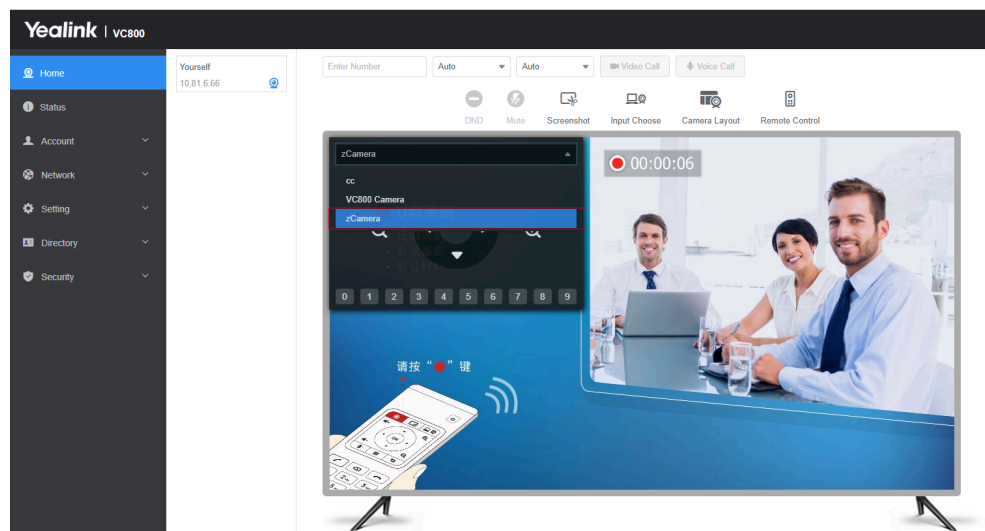 Yealink | VC800
Home
Status
Account
Network
Setting
Directory
Security
Yourself
10.81.6.66
Enter Number
Auto
Auto
Video Call
Voice Call
DND
Mute
Screenshot
Input Choose
Camera Layout
Remote Control
zCamera
cc
VC800 Camera
zCamera
0 1 2 3 4 5 6 7 8 9
00:00:06
请按“●”键
OK